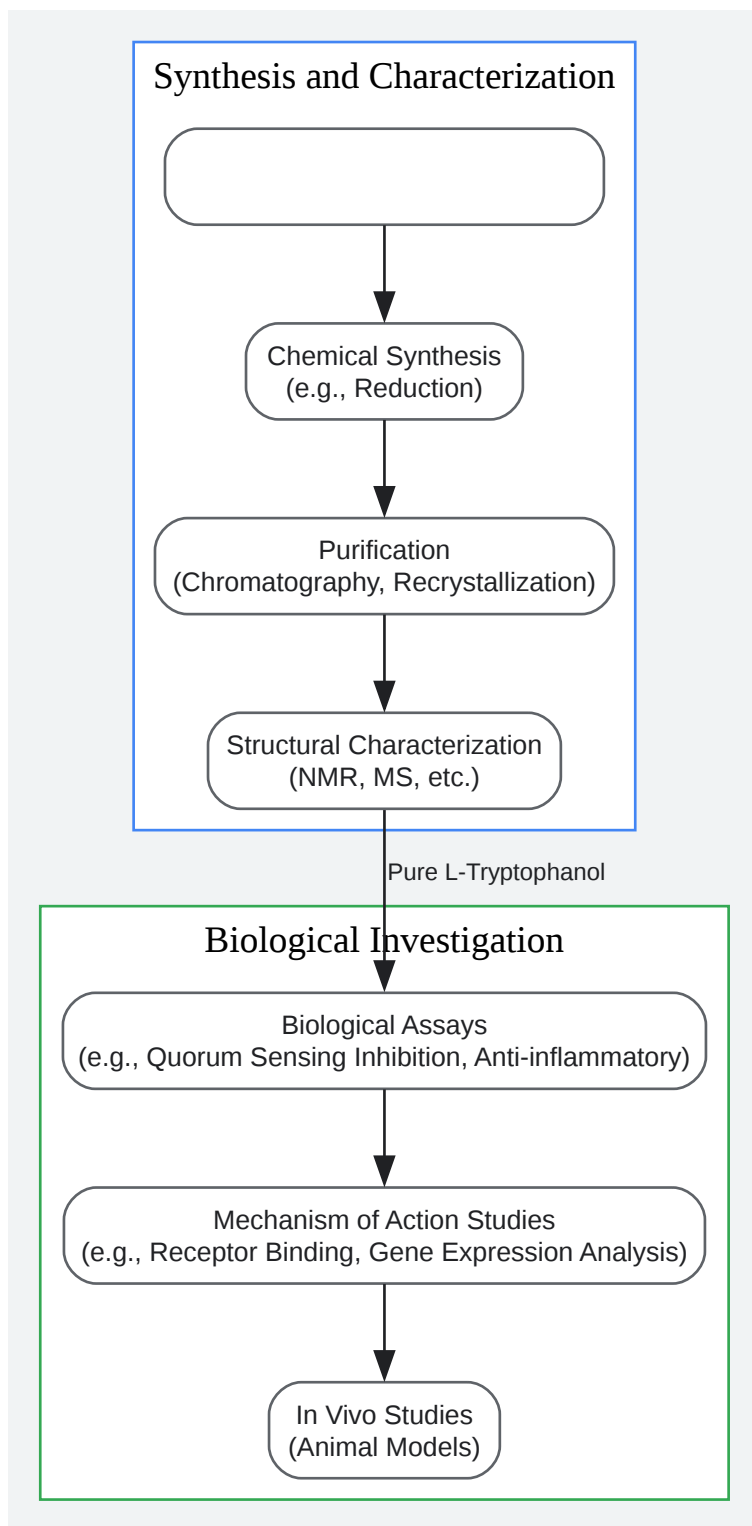 Synthesis and Characterization
Chemical Synthesis
(e.g., Reduction)
Purification
(Chromatography, Recrystallization)
Structural Characterization
(NMR, MS, etc.)
Pure L-Tryptophanol
Biological Investigation
Biological Assays
(e.g., Quorum Sensing Inhibition, Anti-inflammatory)
Mechanism of Action Studies
(e.g., Receptor Binding, Gene Expression Analysis)
In Vivo Studies
(Animal Models)